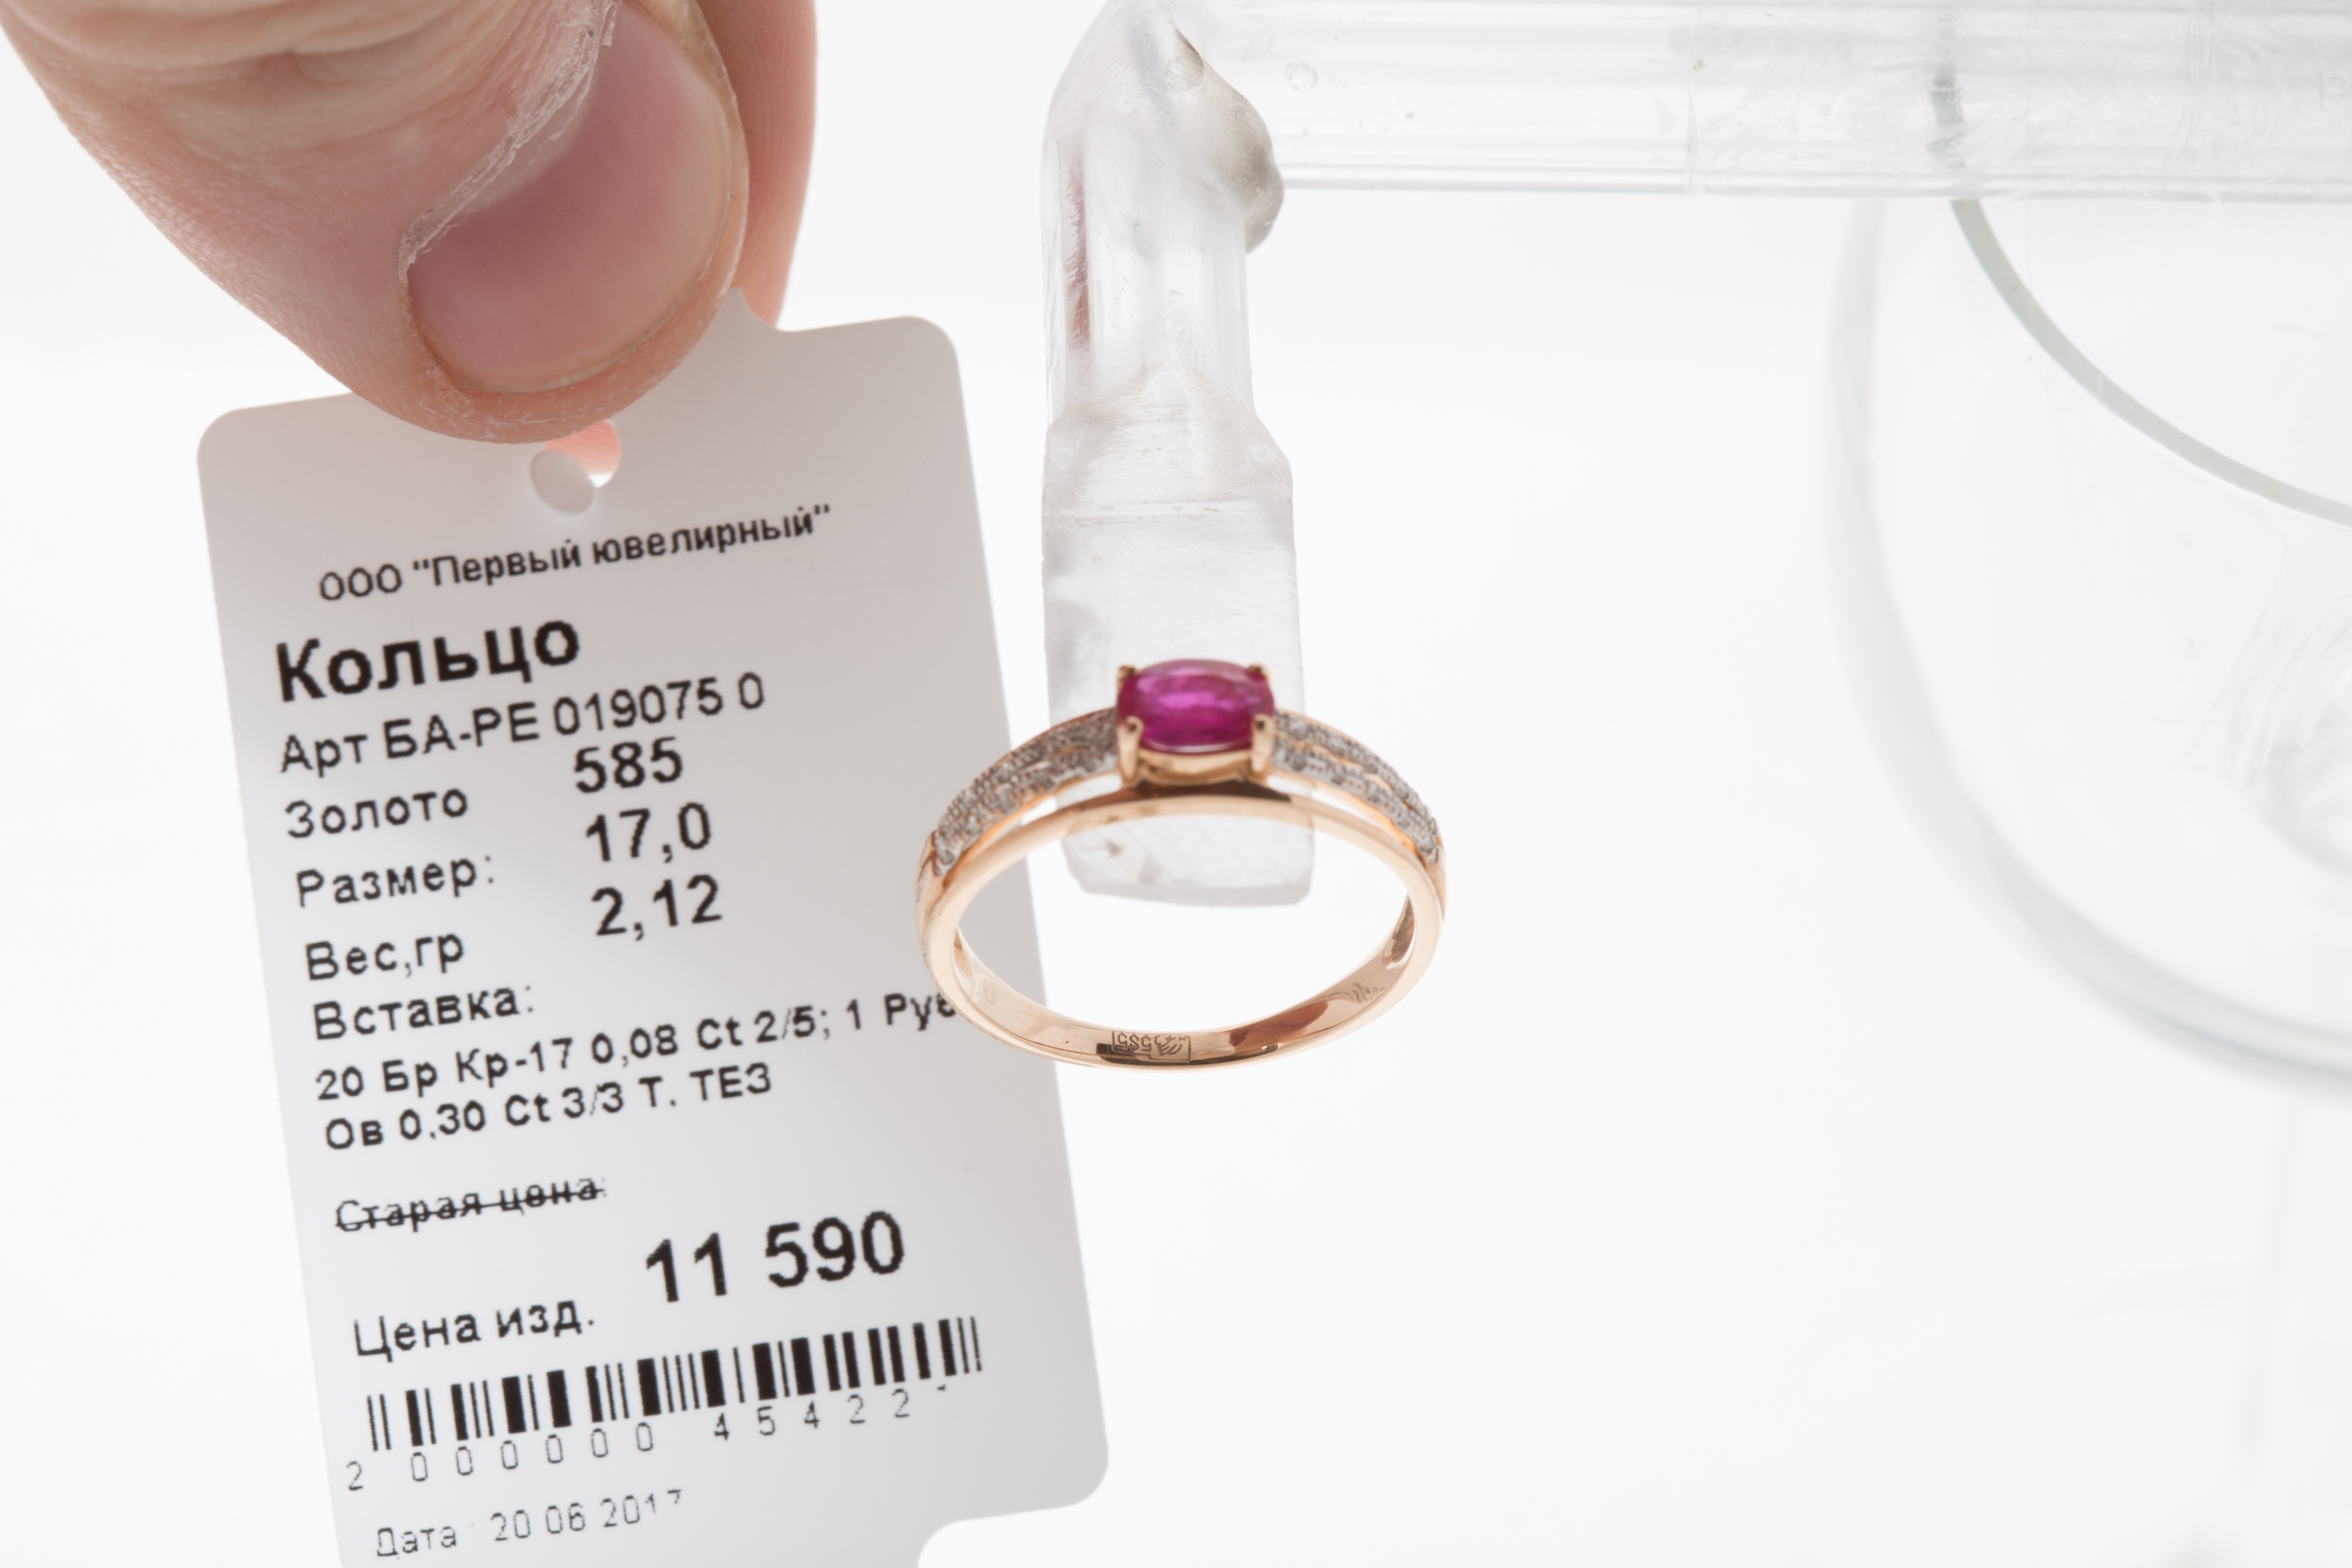 ООО "Первый ювелирный"
Кольцо
Арт БА-РЕ 019075 0
Золото 585
Размер: 17,0
Вес,гр 2,12
Вставка:
20 Бр Кр-17 0,08 Ct 2/5; 1
Ов 0,30 Ct 3/3 Т. ТЕЗ
Старая цена:
Цена изд. 11 590
2 000000 45422
Дата : 20 06 2017
585